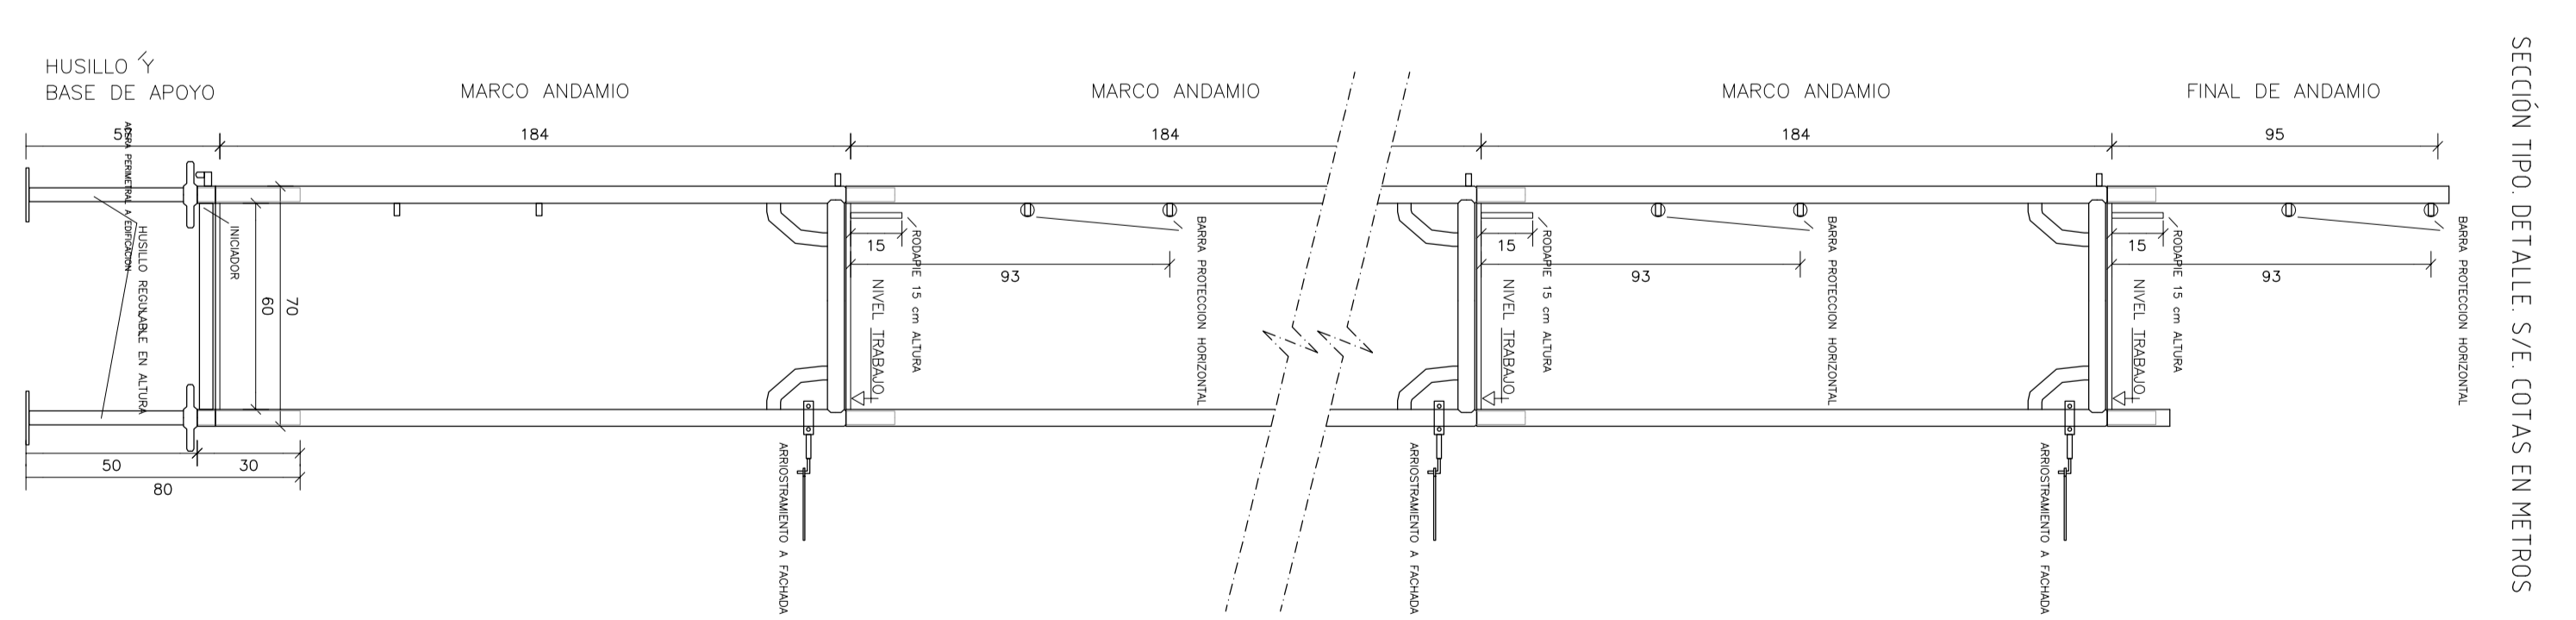 SECCIÓN TIPO. DETALLE. S/E. COTAS EN METROS
HUSILLO Y
BASE DE APOYO
MARCO ANDAMIO
MARCO ANDAMIO
MARCO ANDAMIO
FINAL DE ANDAMIO
184
184
184
95
ACERA PERIMETRAL A EDIFICACION
HUSILLO REGULABLE EN ALTURA
INICIADOR
60
70
50
30
80
15
93
RODAPIE 15 cm ALTURA
NIVEL TRABAJO
BARRA PROTECCION HORIZONTAL
ARRIOSTRAMIENTO A FACHADA
15
93
RODAPIE 15 cm ALTURA
NIVEL TRABAJO
BARRA PROTECCION HORIZONTAL
ARRIOSTRAMIENTO A FACHADA
15
93
RODAPIE 15 cm ALTURA
NIVEL TRABAJO
BARRA PROTECCION HORIZONTAL
ARRIOSTRAMIENTO A FACHADA